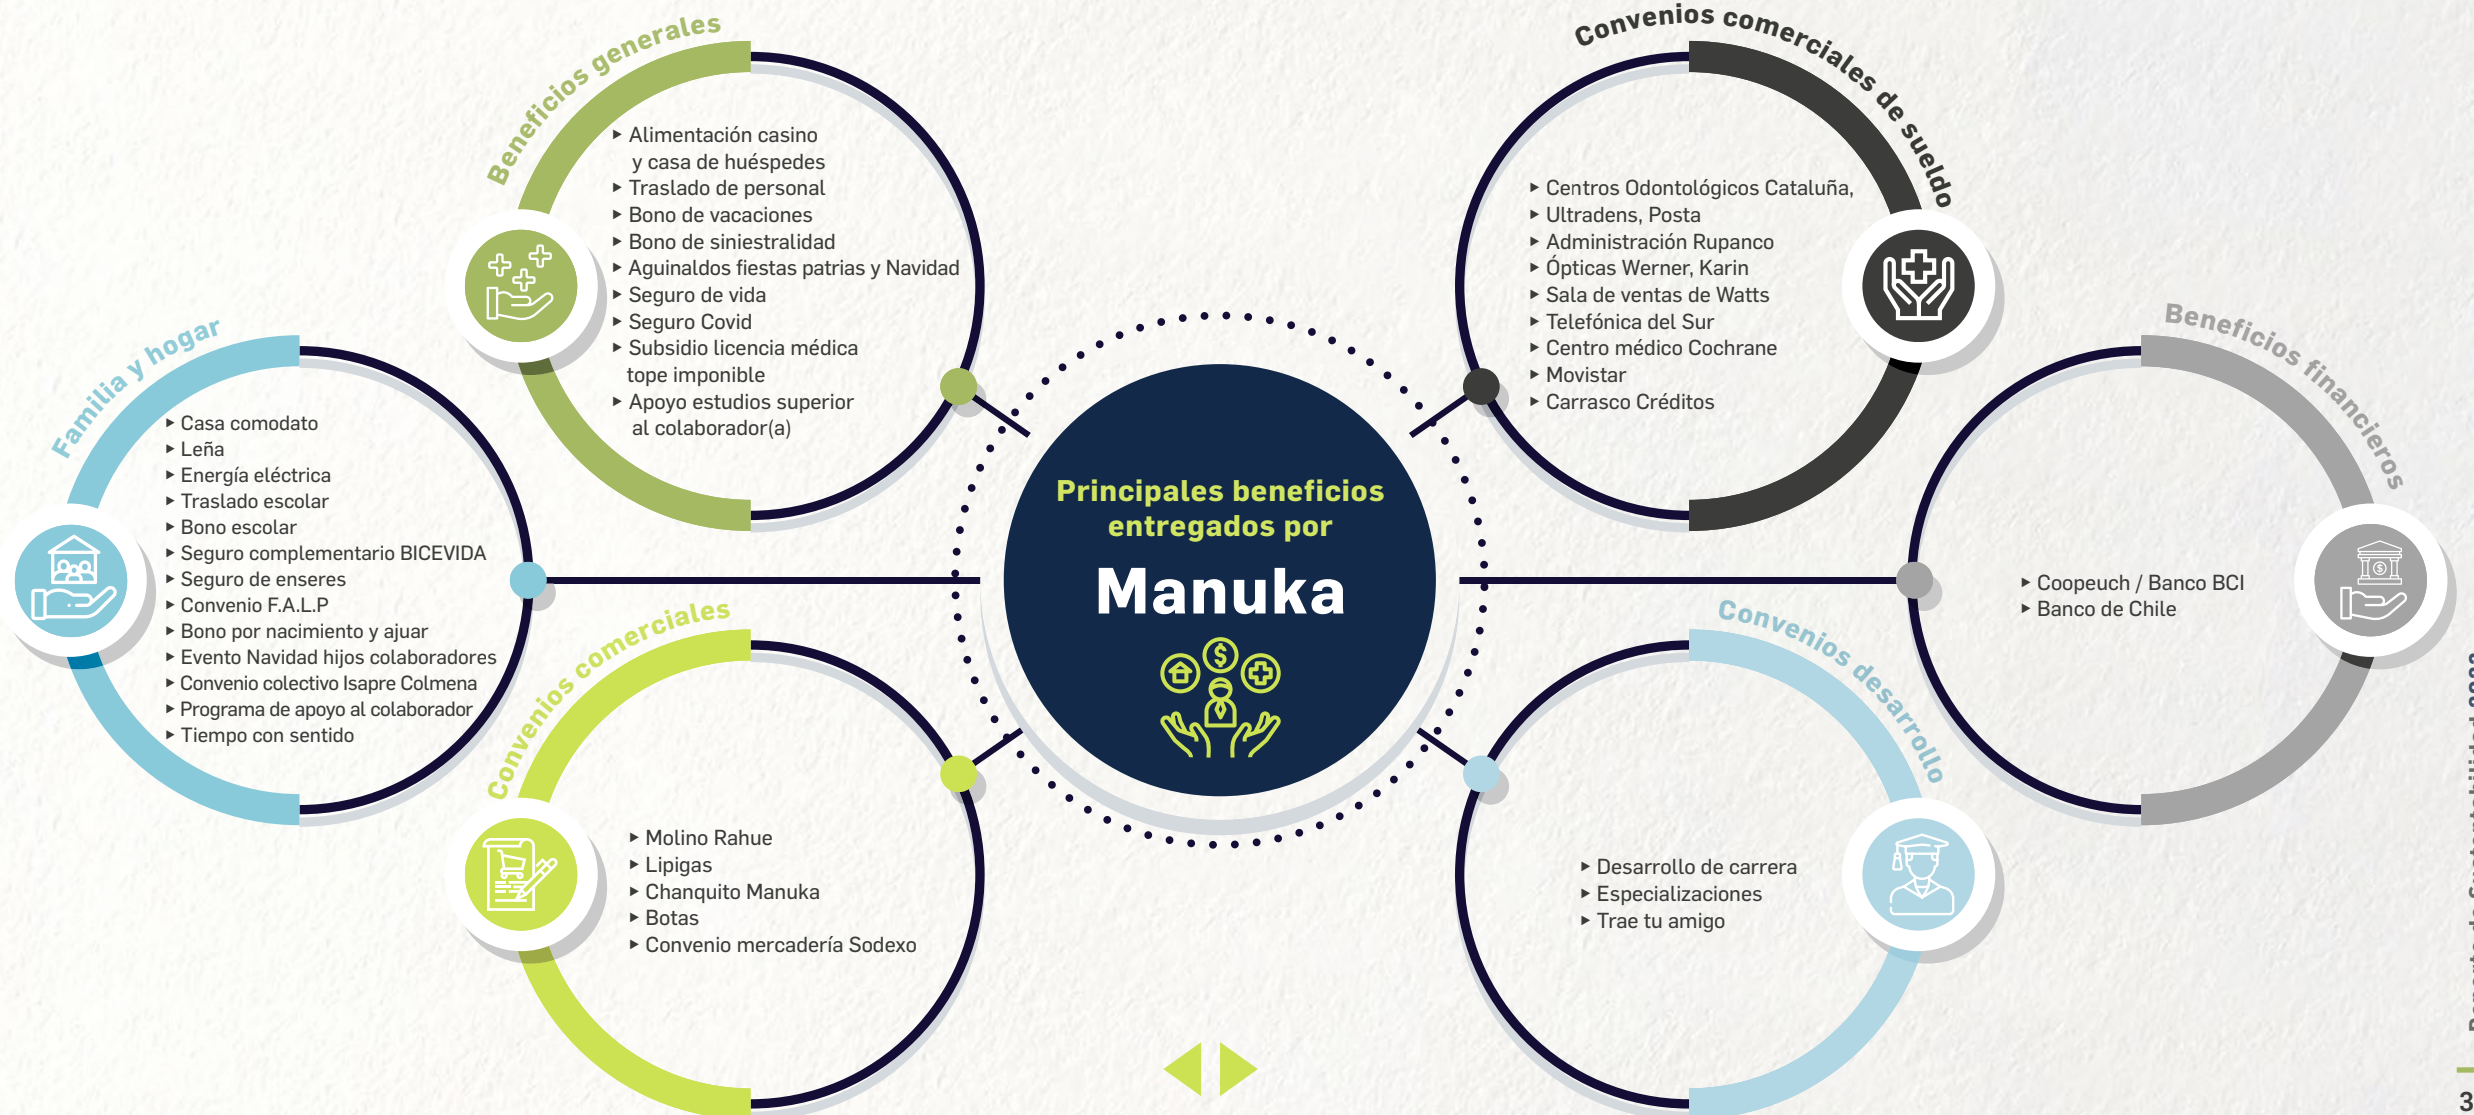 Beneficios generales
▸ Alimentación casino
y casa de huéspedes
▸ Traslado de personal
▸ Bono de vacaciones
▸ Bono de siniestralidad
▸ Aguinaldos fiestas patrias y Navidad
▸ Seguro de vida
▸ Seguro Covid
▸ Subsidio licencia médica
tope imponible
▸ Apoyo estudios superior
al colaborador(a)
Familia y hogar
▸ Casa comodato
▸ Leña
▸ Energía eléctrica
▸ Traslado escolar
▸ Bono escolar
▸ Seguro complementario BICEVIDA
▸ Seguro de enseres
▸ Convenio F.A.L.P
▸ Bono por nacimiento y ajuar
▸ Evento Navidad hijos colaboradores
▸ Convenio colectivo Isapre Colmena
▸ Programa de apoyo al colaborador
▸ Tiempo con sentido
Convenios comerciales
▸ Molino Rahue
▸ Lipigas
▸ Chanquito Manuka
▸ Botas
▸ Convenio mercadería Sodexo
Principales beneficios
entregados por
Manuka
Convenios comerciales de sueldo
▸ Centros Odontológicos Cataluña,
▸ Ultradens, Posta
▸ Administración Rupanco
▸ Ópticas Werner, Karin
▸ Sala de ventas de Watts
▸ Telefónica del Sur
▸ Centro médico Cochrane
▸ Movistar
▸ Carrasco Créditos
Beneficios financieros
▸ Coopeuch / Banco BCI
▸ Banco de Chile
Convenios desarrollo
▸ Desarrollo de carrera
▸ Especializaciones
▸ Trae tu amigo
3